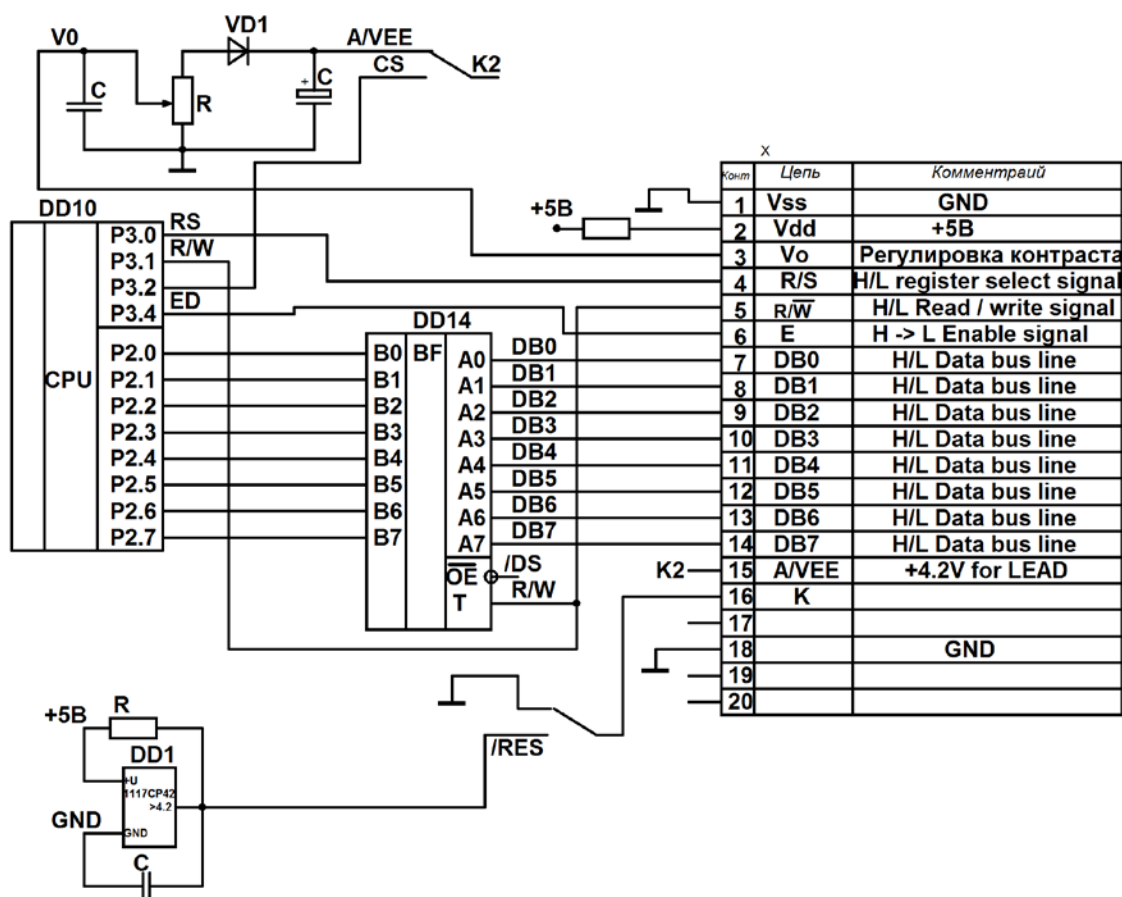 V0
VD1
A/VEE
K2
CS
C
R
+
C
DD10
RS
P3.0
R/W
P3.1
P3.2
ED
P3.4
CPU
P2.0
P2.1
P2.2
P2.3
P2.4
P2.5
P2.6
P2.7
DD14
BF
B0
B1
B2
B3
B4
B5
B6
B7
A0
A1
A2
A3
A4
A5
A6
A7
OE
T
DB0
DB1
DB2
DB3
DB4
DB5
DB6
DB7
/DS
R/W
+5В
X
Конт Цепь Комментраий
1 Vss GND
2 Vdd +5В
3 Vo Регулировка контраста
4 R/S H/L register select signal
5 R/W H/L Read / write signal
6 E H -> L Enable signal
7 DB0 H/L Data bus line
8 DB1 H/L Data bus line
9 DB2 H/L Data bus line
10 DB3 H/L Data bus line
11 DB4 H/L Data bus line
12 DB5 H/L Data bus line
13 DB6 H/L Data bus line
14 DB7 H/L Data bus line
K2 15 A/VEE +4.2V for LEAD
16 K
17
18 GND
19
20
/RES
+5В
R
DD1
+U
1117CP42
>4.2
GND
GND
C